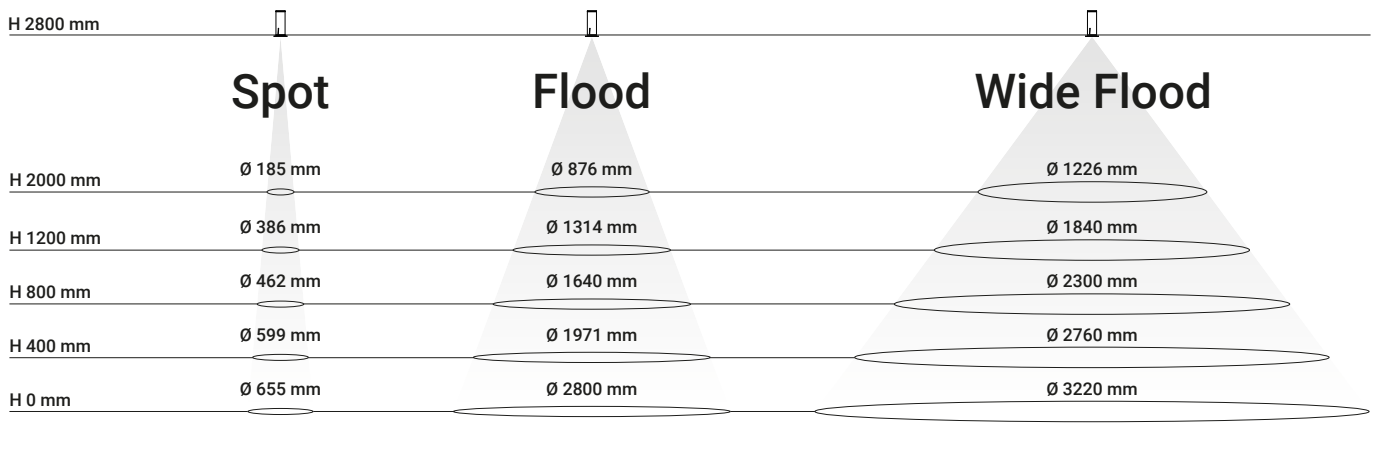 H 2800 mm
Spot Flood Wide Flood
H 2000 mm Ø 185 mm Ø 876 mm Ø 1226 mm
H 1200 mm Ø 386 mm Ø 1314 mm Ø 1840 mm
H 800 mm Ø 462 mm Ø 1640 mm Ø 2300 mm
H 400 mm Ø 599 mm Ø 1971 mm Ø 2760 mm
H 0 mm Ø 655 mm Ø 2800 mm Ø 3220 mm